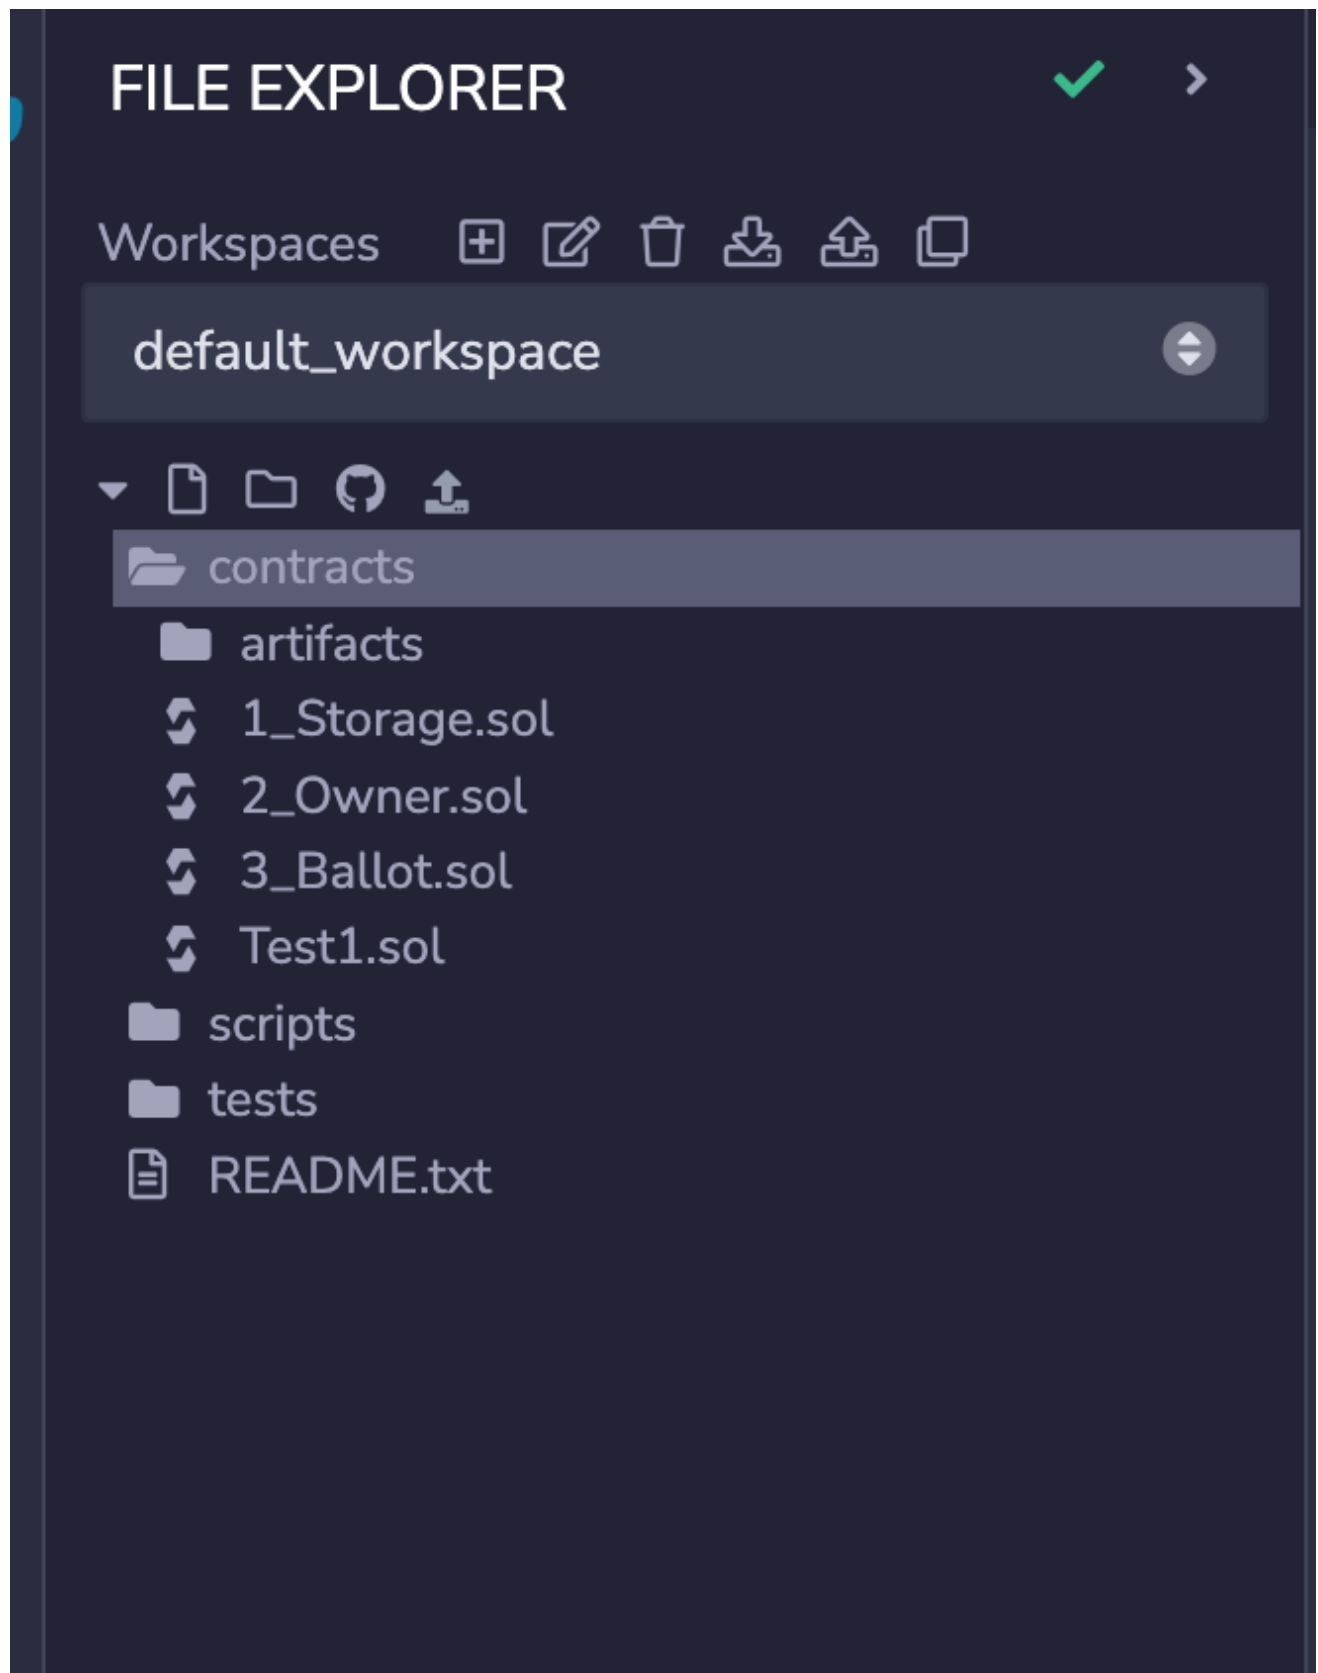 FILE EXPLORER
Workspaces
default_workspace
contracts
artifacts
1_Storage.sol
2_Owner.sol
3_Ballot.sol
Test1.sol
scripts
tests
README.txt